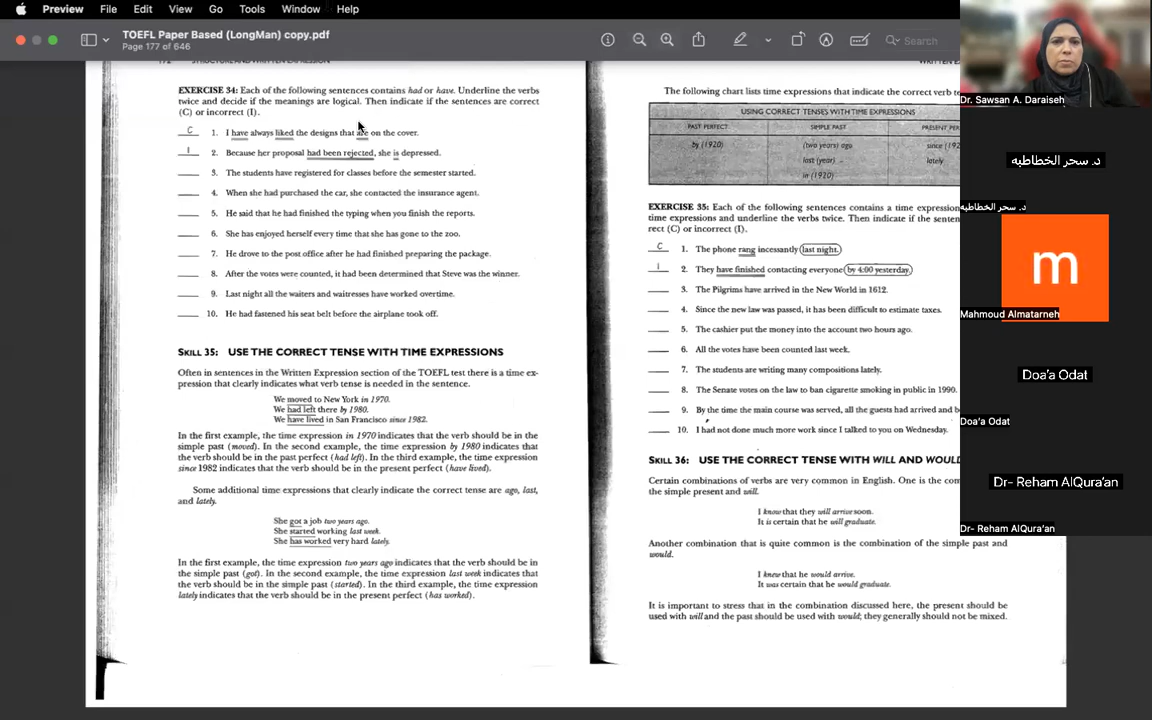 Preview File Edit View Go Tools Window Help
TOEFL Paper Based (LongMan) copy.pdf
Page 177 of 646
Search
EXERCISE 34: Each of the following sentences contains had or have. Underline the verbs
twice and decide if the meanings are logical. Then indicate if the sentences are correct
(C) or incorrect (I).
C 1. I have always liked the designs that are on the cover.
I 2. Because her proposal had been rejected, she is depressed.
3. The students have registered for classes before the semester started.
4. When she had purchased the car, she contacted the insurance agent.
5. He said that he had finished the typing when you finish the reports.
6. She has enjoyed herself every time that she has gone to the zoo.
7. He drove to the post office after he had finished preparing the package.
8. After the votes were counted, it had been determined that Steve was the winner.
9. Last night all the waiters and waitresses have worked overtime.
10. He had fastened his seat belt before the airplane took off.
SKILL 35: USE THE CORRECT TENSE WITH TIME EXPRESSIONS
Often in sentences in the Written Expression section of the TOEFL test there is a time ex-
pression that clearly indicates what verb tense is needed in the sentence.
We moved to New York in 1970.
We had left there by 1980.
We have lived in San Francisco since 1982.
In the first example, the time expression in 1970 indicates that the verb should be in the
simple past (moved). In the second example, the time expression by 1980 indicates that
the verb should be in the past perfect (had left). In the third example, the time expression
since 1982 indicates that the verb should be in the present perfect (have lived).
Some additional time expressions that clearly indicate the correct tense are ago, last,
and lately.
She got a job two years ago.
She started working last week.
She has worked very hard lately.
In the first example, the time expression two years ago indicates that the verb should be in
the simple past (got). In the second example, the time expression last week indicates that
the verb should be in the simple past (started). In the third example, the time expression
lately indicates that the verb should be in the present perfect (has worked).
The following chart lists time expressions that indicate the correct verb te
USING CORRECT TENSES WITH TIME EXPRESSIONS
PAST PERFECT SIMPLE PAST PRESENT PER
by (1920) (two years) ago since (192
last (year) lately
in (1920)
EXERCISE 35: Each of the following sentences contains a time expression
time expressions and underline the verbs twice. Then indicate if the senten
rect (C) or incorrect (I).
C 1. The phone rang incessantly last night.
I 2. They have finished contacting everyone by 4:00 yesterday.
3. The Pilgrims have arrived in the New World in 1612.
4. Since the new law was passed, it has been difficult to estimate taxes.
5. The cashier put the money into the account two hours ago.
6. All the votes have been counted last week.
7. The students are writing many compositions lately.
8. The Senate votes on the law to ban cigarette smoking in public in 1990.
9. By the time the main course was served, all the guests had arrived and b
10. I had not done much more work since I talked to you on Wednesday.
SKILL 36: USE THE CORRECT TENSE WITH WILL AND WOUL
Certain combinations of verbs are very common in English. One is the com
the simple present and will.
I know that they will arrive soon.
It is certain that he will graduate.
Another combination that is quite common is the combination of the simple past and
would.
I knew that he would arrive.
It was certain that he would graduate.
It is important to stress that in the combination discussed here, the present should be
used with will and the past should be used with would; they generally should not be mixed.
Dr. Sawsan A. Daraiseh
د. سحر الخطاطبه
د. سحر الخطاطبه
m
Mahmoud Almatarneh
Doa'a Odat
Doa'a Odat
Dr- Reham AlQura'an
Dr- Reham AlQura'an